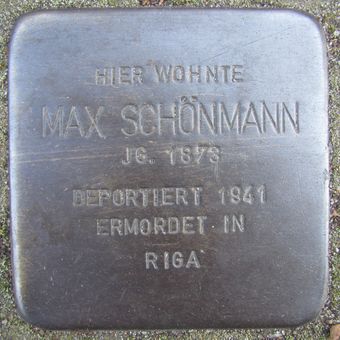 HIER WOHNTE
MAX SCHÖNMANN
JG. 1873
DEPORTIERT 1941
ERMORDET IN
RIGA